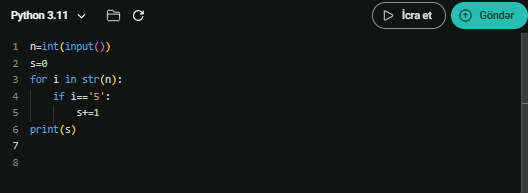 Python 3.11 İcra et Göndər
1 n=int(input())
2 s=0
3 for i in str(n):
4 if i=='5':
5 s+=1
6 print(s)
7
8